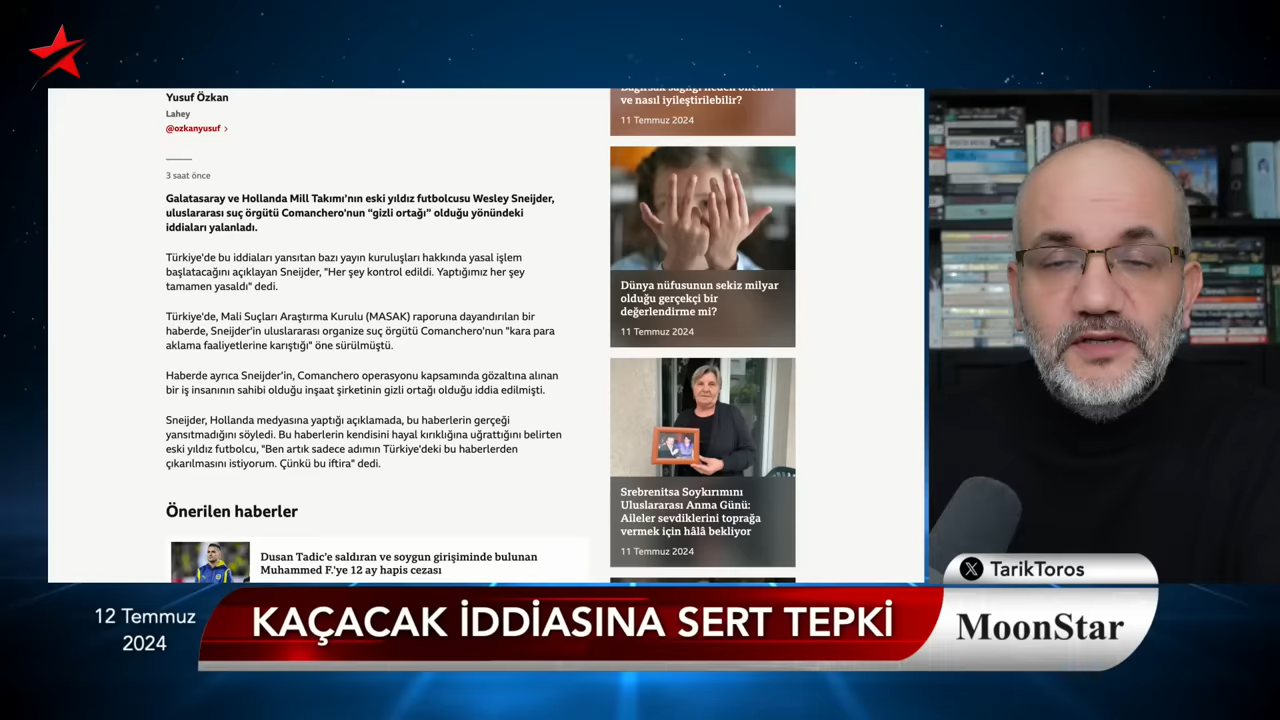 Yusuf Özkan
Lahey
@ozkanyusuf
3 saat önce
Galatasaray ve Hollanda Mill Takımı'nın eski yıldız futbolcusu Wesley Sneijder,
uluslararası suç örgütü Comanchero'nun “gizli ortağı” olduğu yönündeki
iddiaları yalanladı.
Türkiye'de bu iddiaları yansıtan bazı yayın kuruluşları hakkında yasal işlem
başlatacağını açıklayan Sneijder, "Her şey kontrol edildi. Yaptığımız her şey
tamamen yasaldı" dedi.
Türkiye'de, Mali Suçları Araştırma Kurulu (MASAK) raporuna dayandırılan bir
haberde, Sneijder'in uluslararası organize suç örgütü Comanchero'nun "kara para
aklama faaliyetlerine karıştığı" öne sürülmüştü.
Haberde ayrıca Sneijder'in, Comanchero operasyonu kapsamında gözaltına alınan
bir iş insanının sahibi olduğu inşaat şirketinin gizli ortağı olduğu iddia edilmişti.
Sneijder, Hollanda medyasına yaptığı açıklamada, bu haberlerin gerçeği
yansıtmadığını söyledi. Bu haberlerin kendisini hayal kırıklığına uğrattığını belirten
eski yıldız futbolcu, "Ben artık sadece adımın Türkiye'deki bu haberlerden
çıkarılmasını istiyorum. Çünkü bu iftira" dedi.
Önerilen haberler
Dusan Tadic'e saldıran ve soygun girişiminde bulunan
Muhammed F.'ye 12 ay hapis cezası
ve nasıl iyileştirilebilir?
11 Temmuz 2024
Dünya nüfusunun sekiz milyar
olduğu gerçekçi bir
değerlendirme mi?
11 Temmuz 2024
Srebrenitsa Soykırımını
Uluslararası Anma Günü:
Aileler sevdiklerini toprağa
vermek için hâlâ bekliyor
11 Temmuz 2024
X TarikToros
12 Temmuz
2024
KAÇACAK İDDİASINA SERT TEPKİ
MoonStar